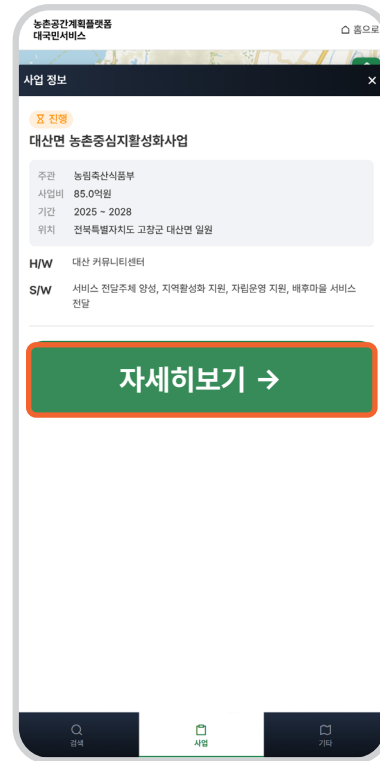 농촌공간계획플랫폼
대국민서비스
홈으로
사업 정보
×
진행
대산면 농촌중심지활성화사업
주관 농림축산식품부
사업비 85.0억원
기간 2025 ~ 2028
위치 전북특별자치도 고창군 대산면 일원
H/W 대산 커뮤니티센터
S/W 서비스 전달주체 양성, 지역활성화 지원, 자립운영 지원, 배후마을 서비스
전달
자세히보기 →
검색 사업 기타